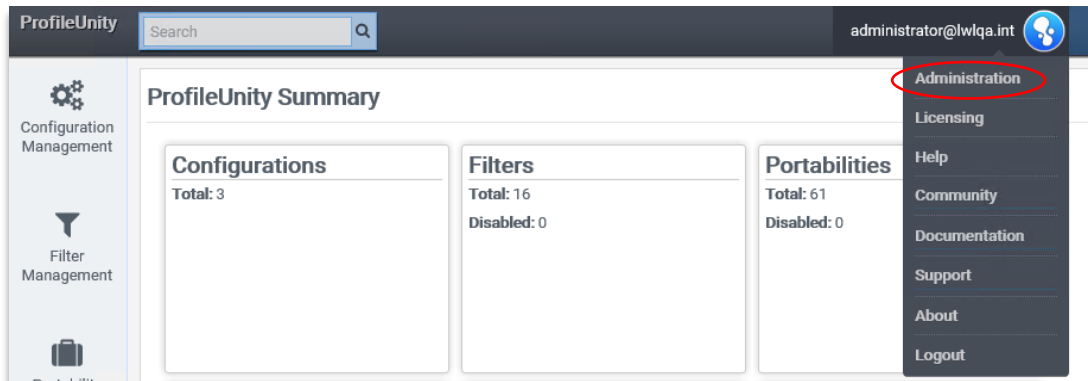 ProfileUnity
Search
administrator@lwlqa.int
Administration
Licensing
Help
Community
Documentation
Support
About
Logout
Configuration
Management
Filter
Management
ProfileUnity Summary
Configurations
Total: 3
Filters
Total: 16
Disabled: 0
Portabilities
Total: 61
Disabled: 0